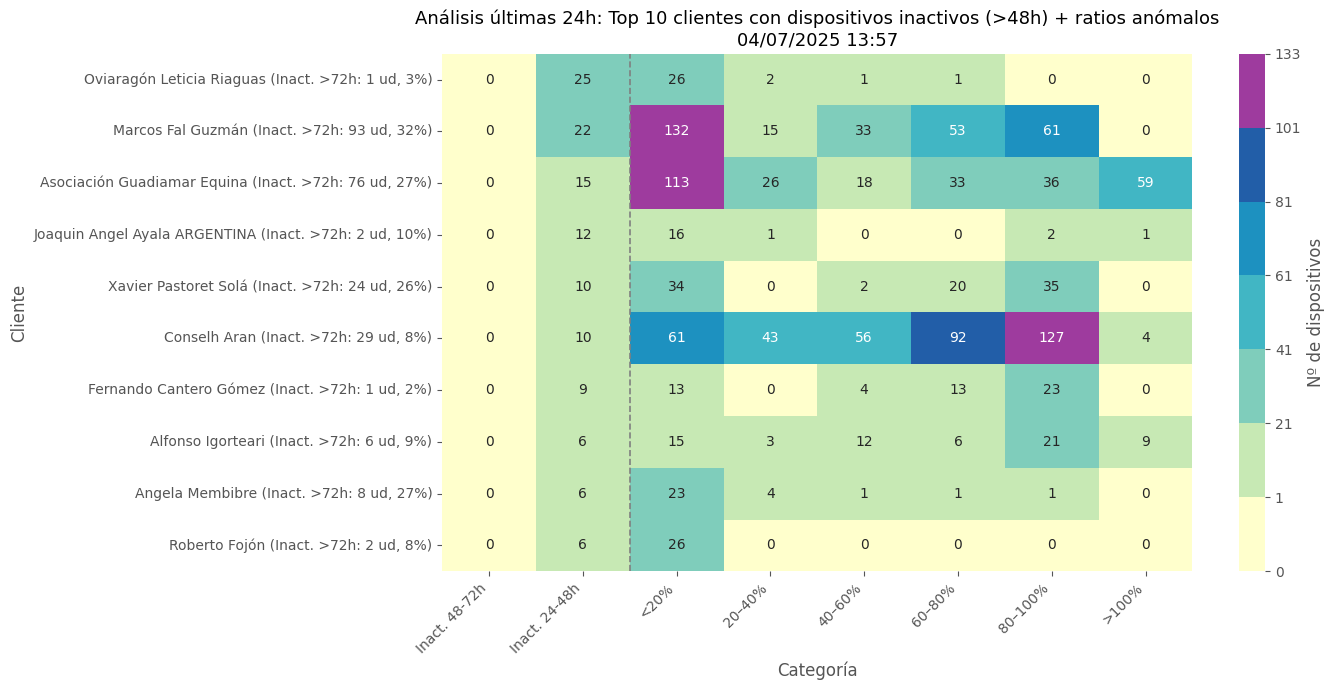 Análisis últimas 24h: Top 10 clientes con dispositivos inactivos (>48h) + ratios anómalos
04/07/2025 13:57
Cliente
Oviaragón Leticia Riaguas (Inact. >72h: 1 ud, 3%) 0 25 26 2 1 1 0 0
Marcos Fal Guzmán (Inact. >72h: 93 ud, 32%) 0 22 132 15 33 53 61 0
Asociación Guadiamar Equina (Inact. >72h: 76 ud, 27%) 0 15 113 26 18 33 36 59
Joaquin Angel Ayala ARGENTINA (Inact. >72h: 2 ud, 10%) 0 12 16 1 0 0 2 1
Xavier Pastoret Solá (Inact. >72h: 24 ud, 26%) 0 10 34 0 2 20 35 0
Conselh Aran (Inact. >72h: 29 ud, 8%) 0 10 61 43 56 92 127 4
Fernando Cantero Gómez (Inact. >72h: 1 ud, 2%) 0 9 13 0 4 13 23 0
Alfonso Igorteari (Inact. >72h: 6 ud, 9%) 0 6 15 3 12 6 21 9
Angela Membibre (Inact. >72h: 8 ud, 27%) 0 6 23 4 1 1 1 0
Roberto Fojón (Inact. >72h: 2 ud, 8%) 0 6 26 0 0 0 0 0
Inact. 48-72h Inact. 24-48h <20% 20–40% 40–60% 60–80% 80–100% >100%
Categoría
133
101
81
61
41
21
1
0
Nº de dispositivos